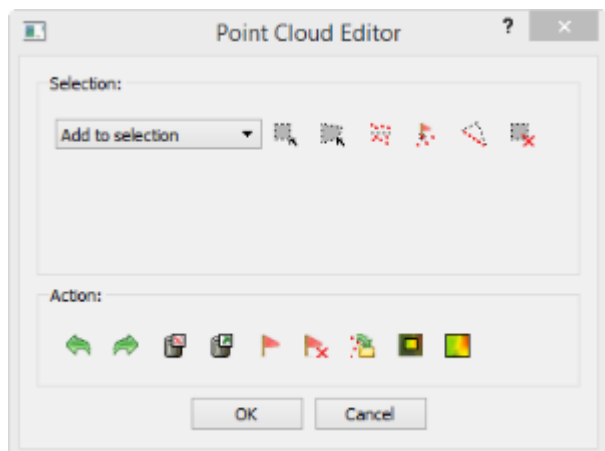 Point Cloud Editor
?
Selection:
Add to selection
Action:
OK
Cancel